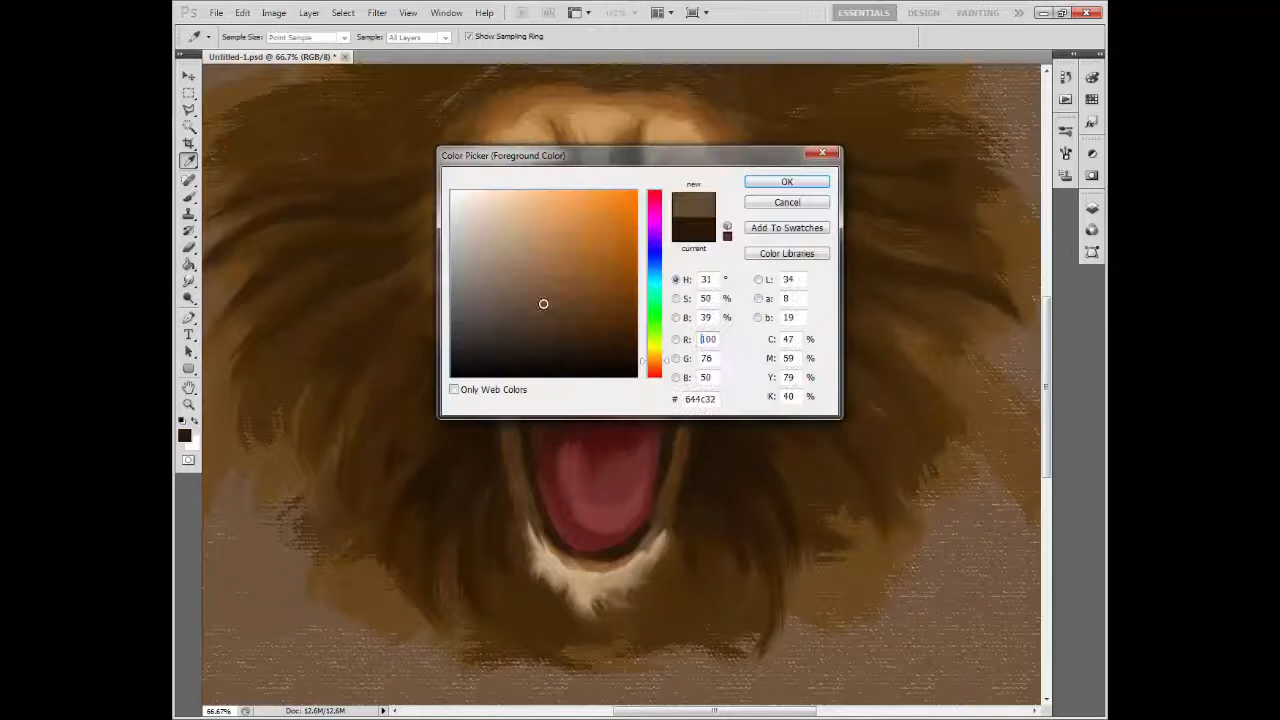 Ps File Edit Image Layer Select Filter View Window Help 100% ESSENTIALS DESIGN PAINTING
Sample Size: Point Sample Sample: All Layers Show Sampling Ring
Untitled-1.psd @ 66.7% (RGB/8) *
Color Picker (Foreground Color)
new
current
OK
Cancel
Add To Swatches
Color Libraries
H: 31 ° L: 34
S: 50 % a: 8
B: 39 % b: 19
R: 100 C: 47 %
G: 76 M: 59 %
B: 50 Y: 79 %
# 644c32 K: 40 %
Only Web Colors
66.67% Doc: 12.6M/12.6M